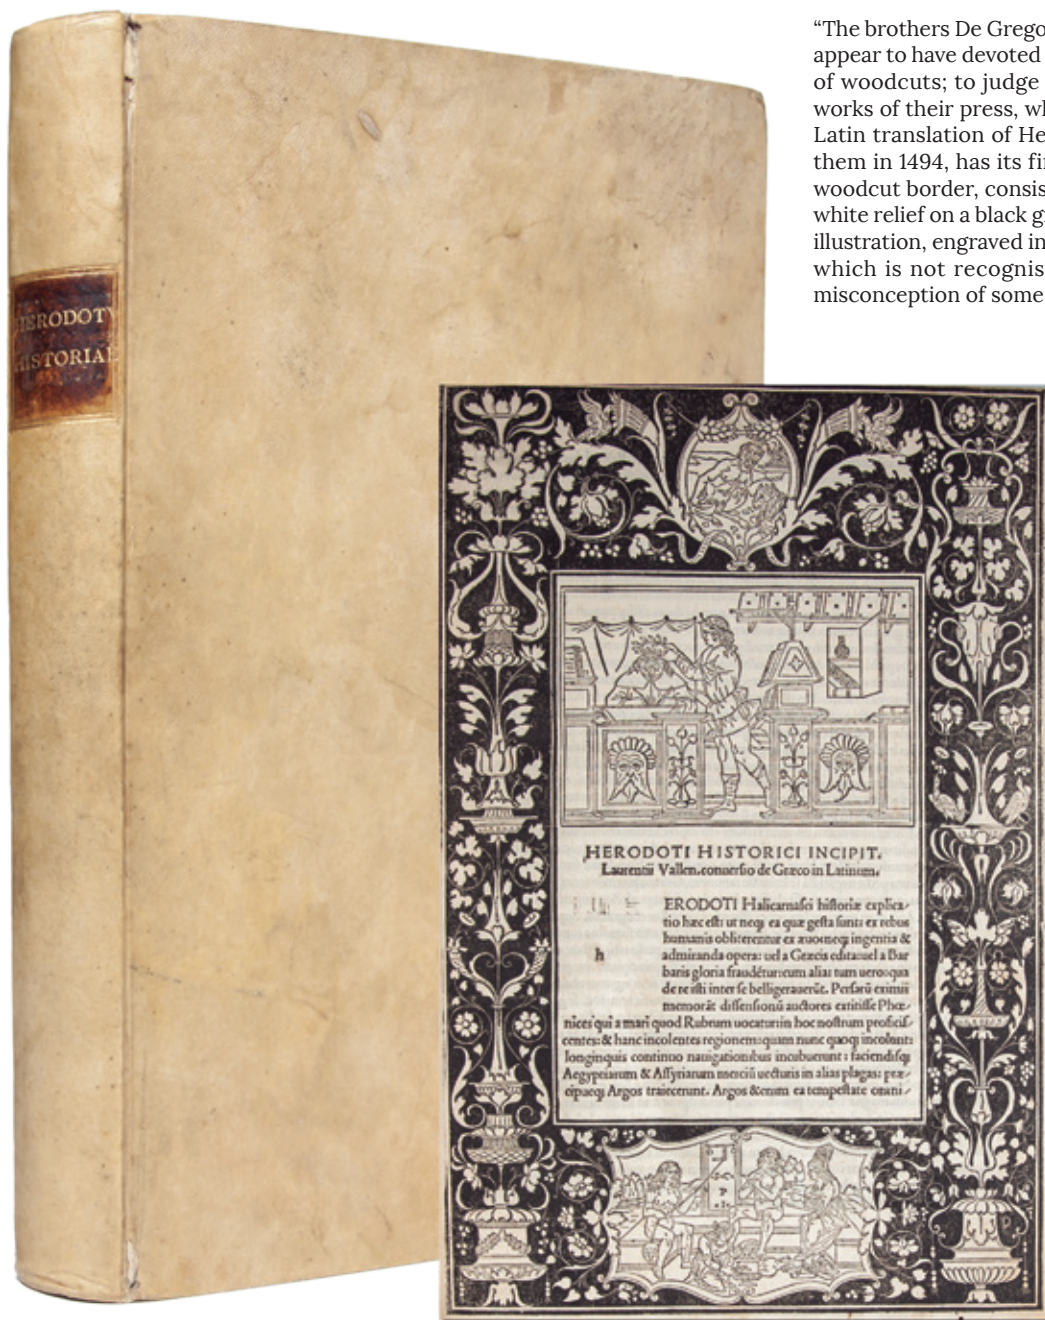 “The brothers De Grego
appear to have devoted
of woodcuts; to judge
works of their press, wh
Latin translation of He
them in 1494, has its fir
woodcut border, consis
white relief on a black g
illustration, engraved in
which is not recognis
misconception of some
HERODOTV
HISTORIAE
HERODOTI HISTORICI INCIPIT.
Laurentii Vallen. conuersio de Græco in Latinum.
ERODOTI Halicarnasei historiæ explica-
tio hæc est: ut neq; ea quæ gesta sunt: ex rebus
humanis obliterentur ex æuo: neq; ingentia &
h
admiranda opera: uel a Græcis edita: uel a Bar
baris gloria fraudētur: cum alia: tum uero: qua
de re isti inter se belligerauerūt. Persarū eximii
memorāt dissensionū auctores extitisse Phœ-
nices qui a mari quod Rubrum uocatur in hoc nostrum proficis-
centes: & hanc incolentes regionem: quam nunc quoq; incolunt:
longinquis continuo nauigationibus incubuerunt: faciendisq;
Aegyptiarum & Assyriarum merciū uecturis in alias plagas: præ-
cipueq; Argos traiecerunt. Argos & enim ea tempestate omni-